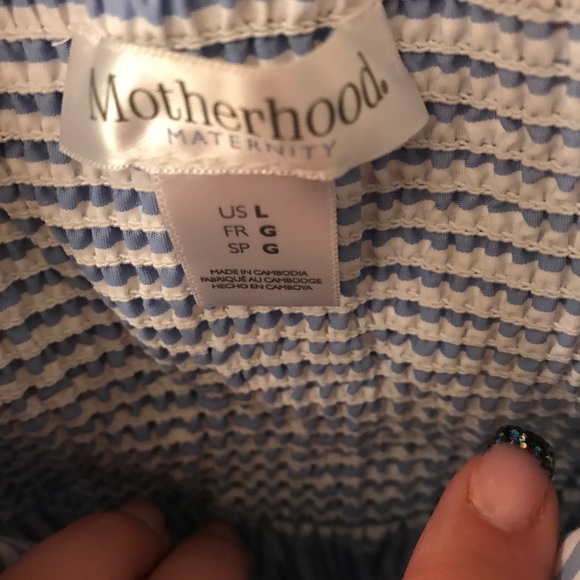 Motherhood.
MATERNITY
US L
FR G
SP G
MADE IN CAMBODIA
FABRIQUÉ AU CAMBODGE
HECHO EN CAMBOYA